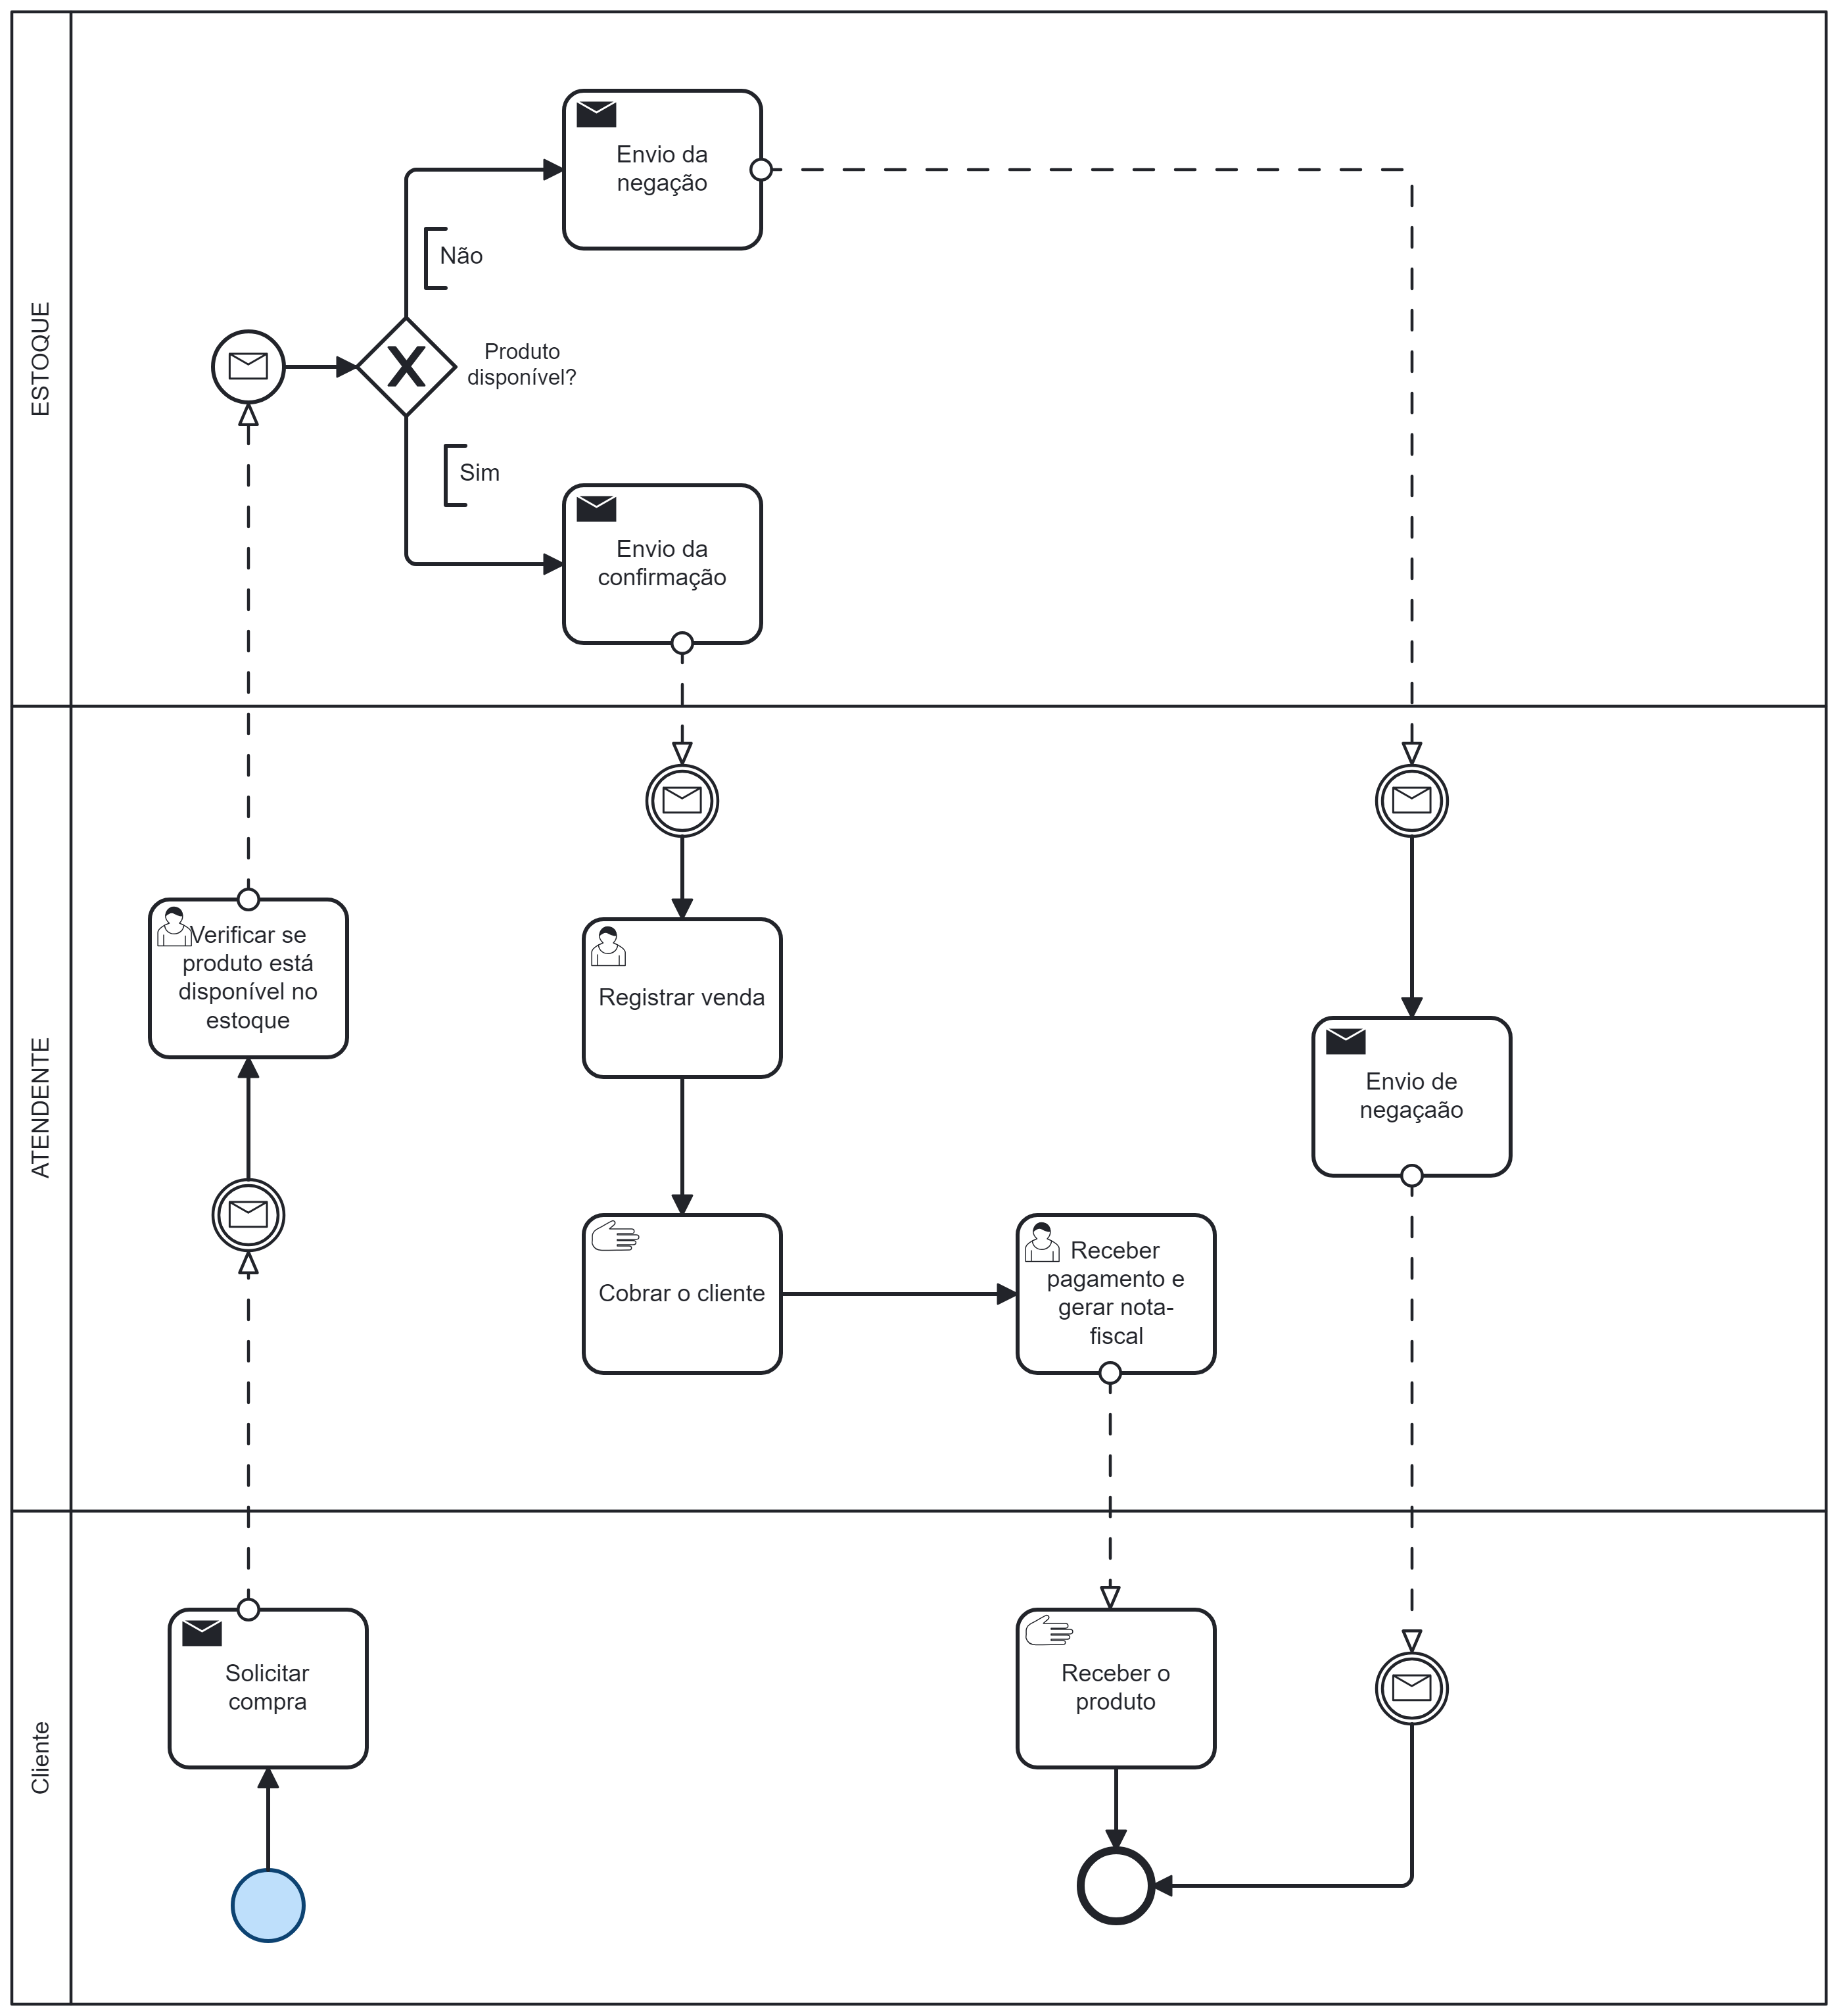 ESTOQUE
Envio da
negação
Não
Produto
disponível?
Sim
Envio da
confirmação
ATENDENTE
Verificar se
produto está
disponível no
estoque
Registrar venda
Envio de
negaçaão
Cobrar o cliente
Receber
pagamento e
gerar nota-
fiscal
Cliente
Solicitar
compra
Receber o
produto